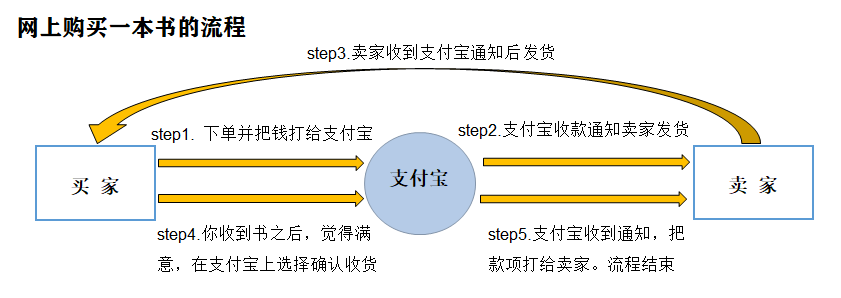 网上购买一本书的流程
step3.卖家收到支付宝通知后发货
step1. 下单并把钱打给支付宝
step2.支付宝收款通知卖家发货
买 家
支付宝
卖 家
step4.你收到书之后，觉得满
意，在支付宝上选择确认收货
step5.支付宝收到通知，把
款项打给卖家。流程结束